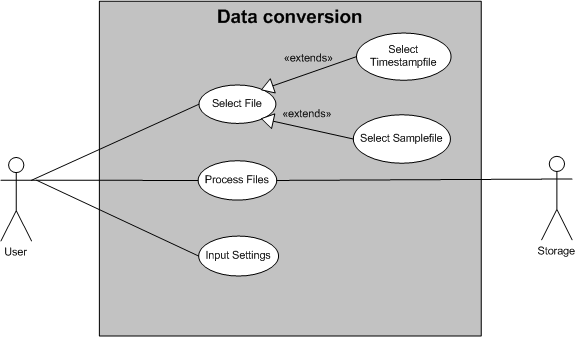 Data conversion
Select
Timestampfile
«extends»
Select File
«extends»
Select Samplefile
Process Files
User
Storage
Input Settings